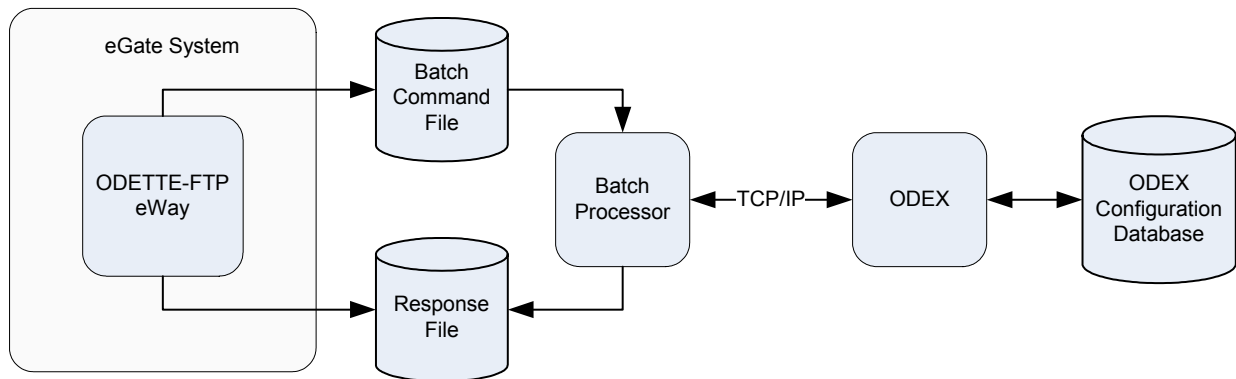 eGate System
ODETTE-FTP
eWay
Batch
Command
File
Response
File
Batch
Processor
TCP/IP
ODEX
ODEX
Configuration
Database